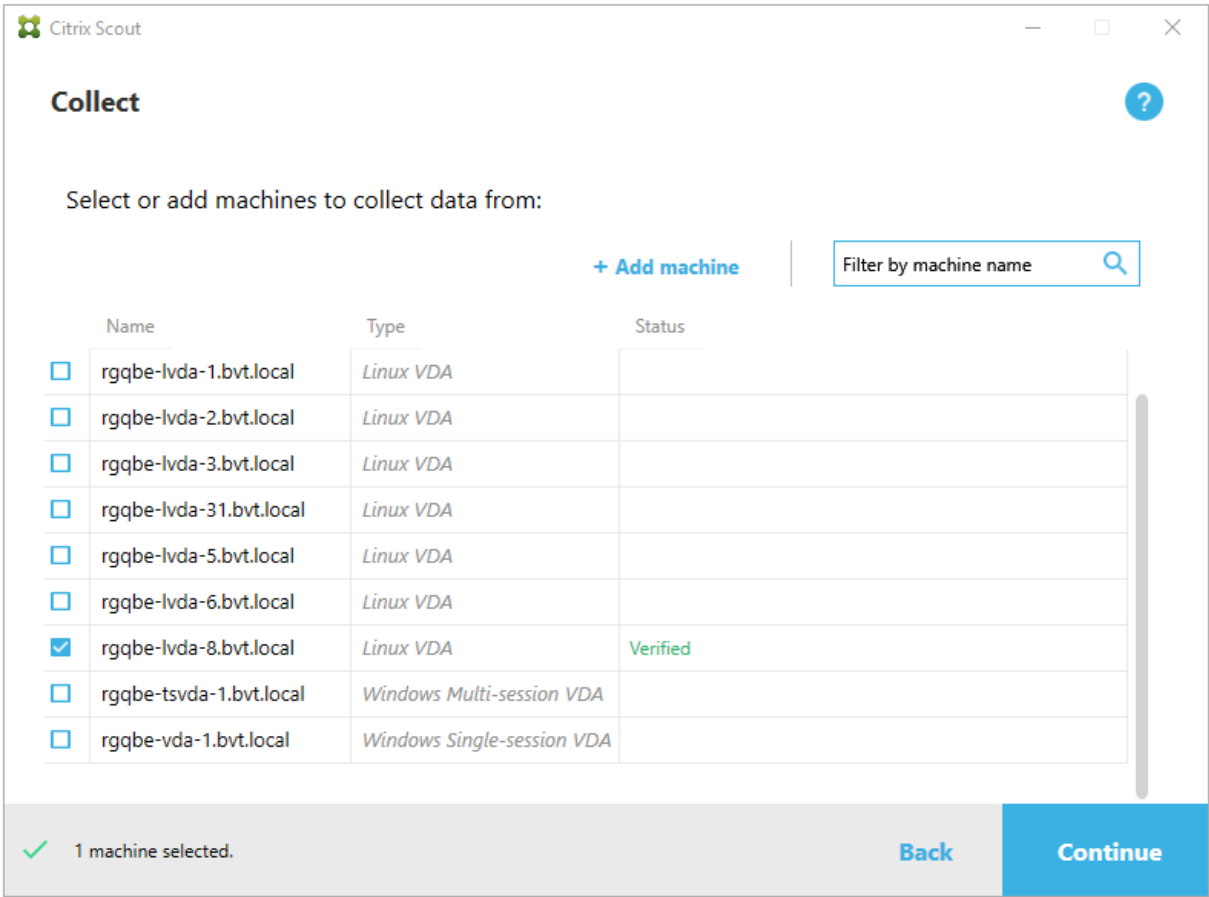 Citrix Scout
Collect
?
Select or add machines to collect data from:
+ Add machine
Filter by machine name
Name Type Status
rgqbe-lvda-1.bvt.local Linux VDA
rgqbe-lvda-2.bvt.local Linux VDA
rgqbe-lvda-3.bvt.local Linux VDA
rgqbe-lvda-31.bvt.local Linux VDA
rgqbe-lvda-5.bvt.local Linux VDA
rgqbe-lvda-6.bvt.local Linux VDA
rgqbe-lvda-8.bvt.local Linux VDA Verified
rgqbe-tsvda-1.bvt.local Windows Multi-session VDA
rgqbe-vda-1.bvt.local Windows Single-session VDA
1 machine selected.
Back
Continue